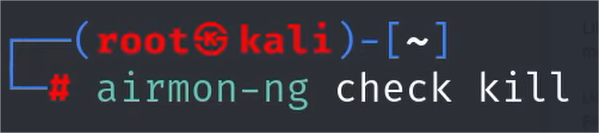 ┌──(root㉿kali)-[~]
└─# airmon-ng check kill